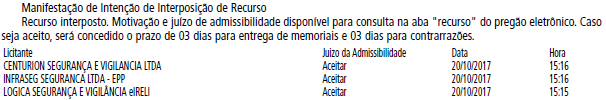 Manifestação de Intenção de Interposição de Recurso
Recurso interposto. Motivação e juízo de admissibilidade disponível para consulta na aba "recurso" do pregão eletrônico. Caso
seja aceito, será concedido o prazo de 03 dias para entrega de memoriais e 03 dias para contrarrazões.
Licitante Juízo da Admissibilidade Data Hora
CENTURION SEGURANÇA E VIGILANCIA LTDA Aceitar 20/10/2017 15:16
INFRASEG SEGURANCA LTDA - EPP Aceitar 20/10/2017 15:16
LOGICA SEGURANÇA E VIGILÂNCIA eIRELI Aceitar 20/10/2017 15:15